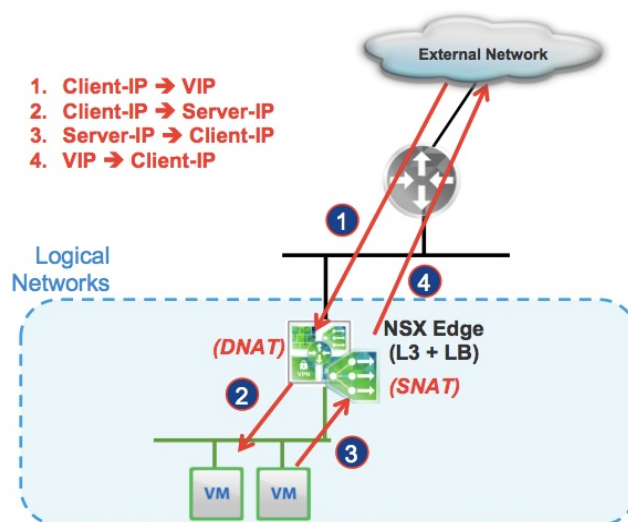 External Network
1. Client-IP ➔ VIP
2. Client-IP ➔ Server-IP
3. Server-IP ➔ Client-IP
4. VIP ➔ Client-IP
1
Logical
Networks
4
NSX Edge
(L3 + LB)
(DNAT)
VPN
(SNAT)
2
3
VM
VM